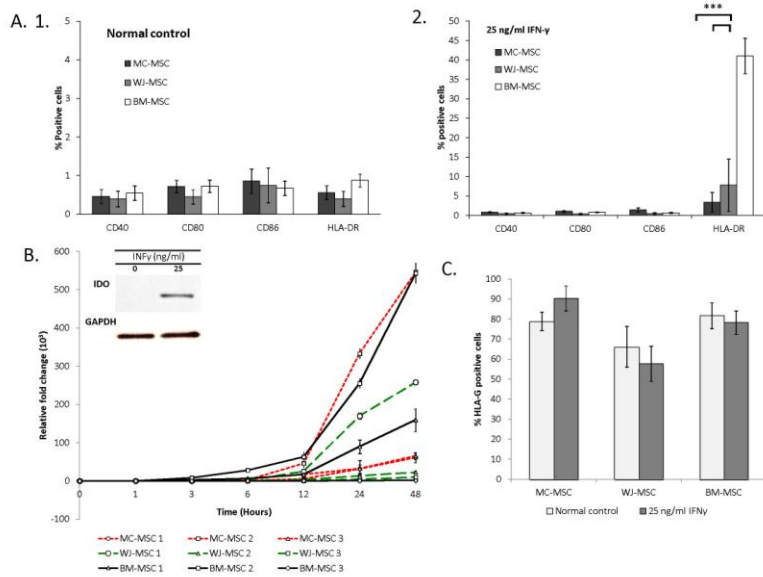 A. 1.
Normal control
MC-MSC
WJ-MSC
BM-MSC
% Positive cells
5
4
3
2
1
0
CD40 CD80 CD86 HLA-DR
2.
25 ng/ml IFN-γ
MC-MSC
WJ-MSC
BM-MSC
***
% positive cells
50
45
40
35
30
25
20
15
10
5
0
CD40 CD80 CD86 HLA-DR
B.
INFγ (ng/ml)
0 25
IDO
GAPDH
Relative fold change (10³)
600
500
400
300
200
100
0
-100
0 1 3 6 12 24 48
Time (Hours)
MC-MSC 1 MC-MSC 2 MC-MSC 3
WJ-MSC 1 WJ-MSC 2 WJ-MSC 3
BM-MSC 1 BM-MSC 2 BM-MSC 3
C.
% HLA-G positive cells
100
90
80
70
60
50
40
30
20
10
0
MC-MSC WJ-MSC BM-MSC
Normal control 25 ng/ml IFNγ